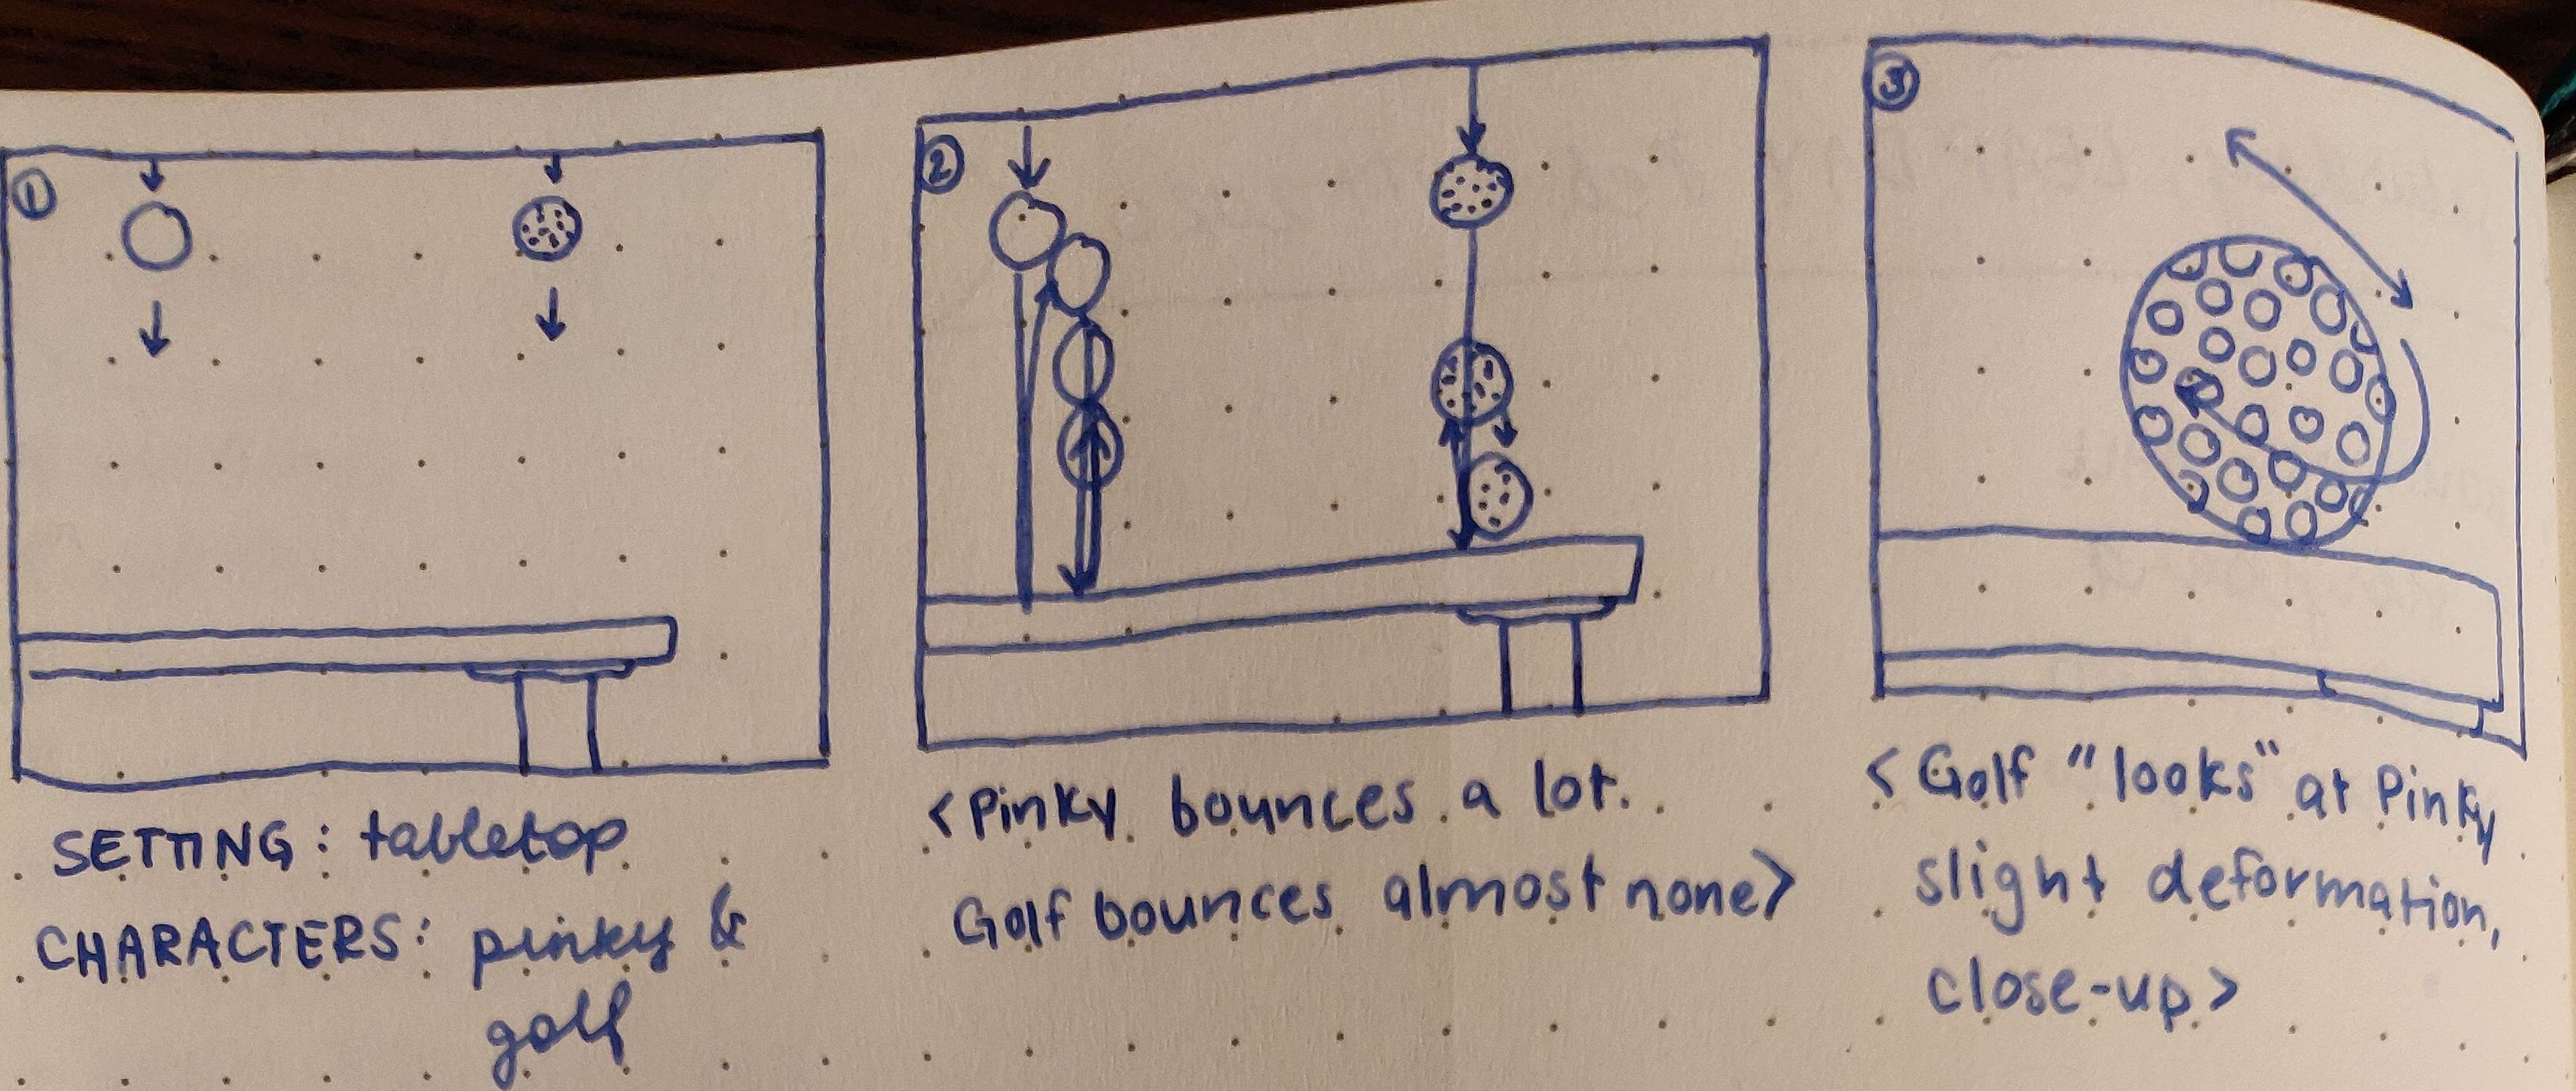 1
SETTING: tabletop
CHARACTERS: pinky &
golf
2
<Pinky bounces a lot.
Golf bounces almost none>
3
<Golf "looks" at Pinky
slight deformation,
close-up>